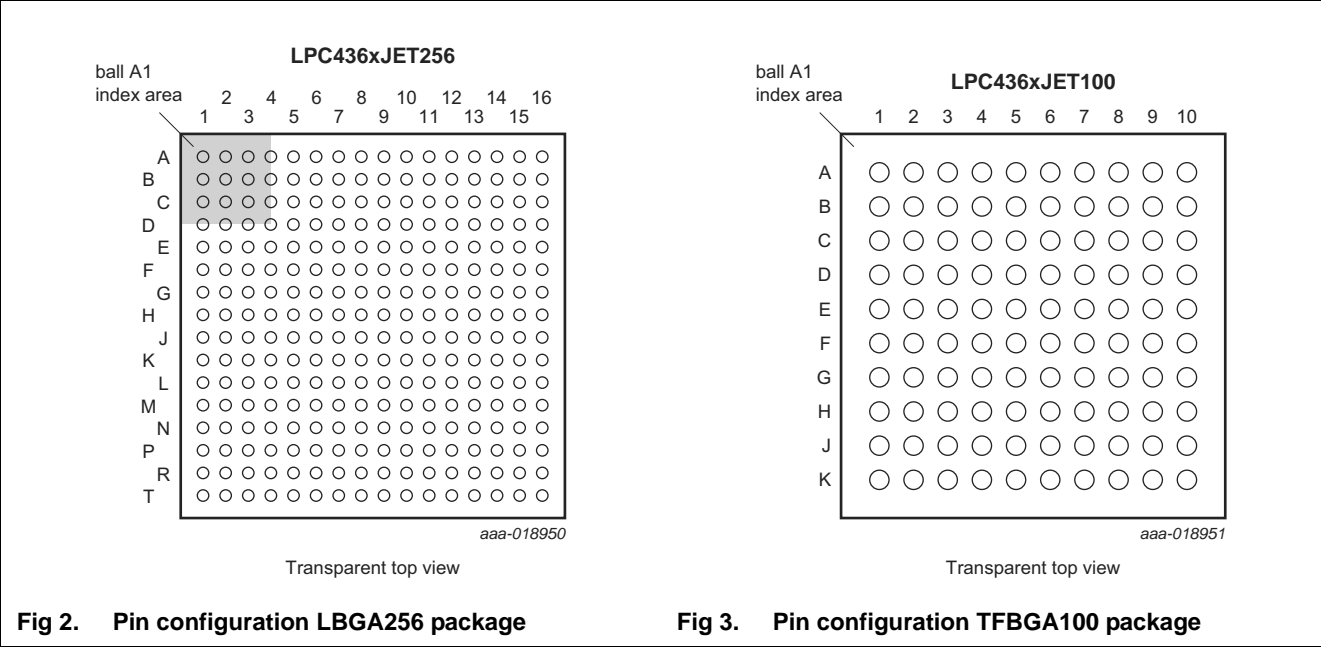 LPC436xJET256
ball A1
index area
2 4 6 8 10 12 14 16
1 3 5 7 9 11 13 15
A
B
C
D
E
F
G
H
J
K
L
M
N
P
R
T
aaa-018950
Transparent top view
Fig 2. Pin configuration LBGA256 package
LPC436xJET100
ball A1
index area
1 2 3 4 5 6 7 8 9 10
A
B
C
D
E
F
G
H
J
K
aaa-018951
Transparent top view
Fig 3. Pin configuration TFBGA100 package